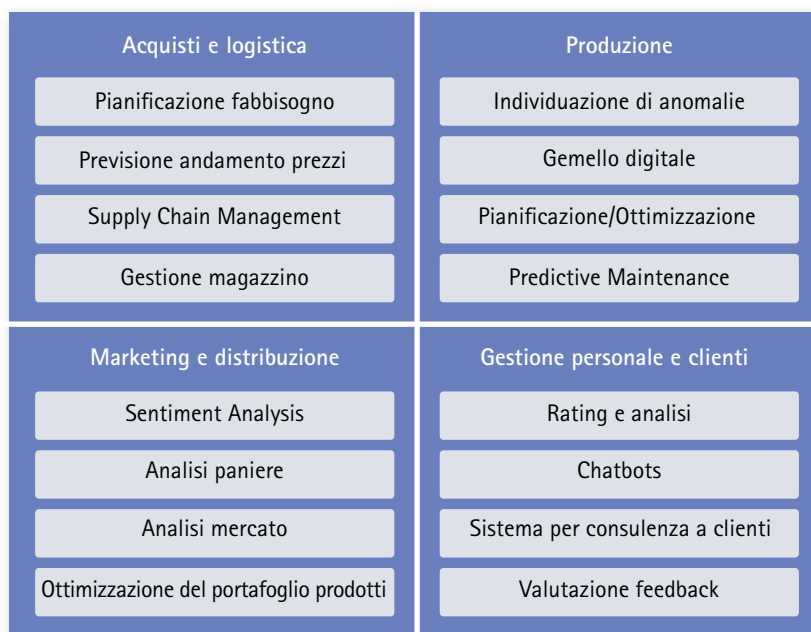 Acquisti e logistica
Pianificazione fabbisogno
Previsione andamento prezzi
Supply Chain Management
Gestione magazzino
Produzione
Individuazione di anomalie
Gemello digitale
Pianificazione/Ottimizzazione
Predictive Maintenance
Marketing e distribuzione
Sentiment Analysis
Analisi paniere
Analisi mercato
Ottimizzazione del portafoglio prodotti
Gestione personale e clienti
Rating e analisi
Chatbots
Sistema per consulenza a clienti
Valutazione feedback